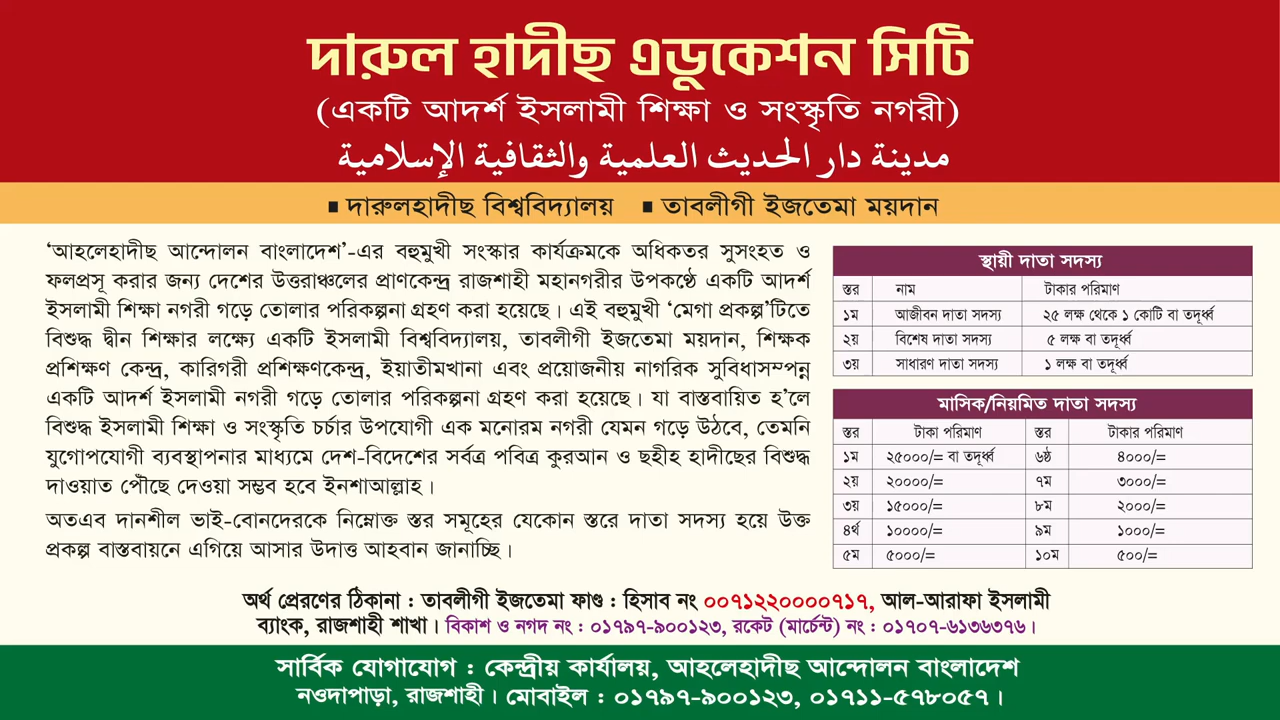 দারুল হাদীছ এডুকেশন সিটি
(একটি আদর্শ ইসলামী শিক্ষা ও সংস্কৃতি নগরী)
مدينة دار الحديث العلمية والثقافية الإسلامية
▪ দারুলহাদীছ বিশ্ববিদ্যালয় ▪ তাবলীগী ইজতেমা ময়দান
‘আহলেহাদীছ আন্দোলন বাংলাদেশ’-এর বহুমুখী সংস্কার কার্যক্রমকে অধিকতর সুসংহত ও
ফলপ্রসূ করার জন্য দেশের উত্তরাঞ্চলের প্রাণকেন্দ্র রাজশাহী মহানগরীর উপকণ্ঠে একটি আদর্শ
ইসলামী শিক্ষা নগরী গড়ে তোলার পরিকল্পনা গ্রহণ করা হয়েছে। এই বহুমুখী ‘মেগা প্রকল্প’টিতে
বিশুদ্ধ দ্বীন শিক্ষার লক্ষ্যে একটি ইসলামী বিশ্ববিদ্যালয়, তাবলীগী ইজতেমা ময়দান, শিক্ষক
প্রশিক্ষণ কেন্দ্র, কারিগরী প্রশিক্ষণকেন্দ্র, ইয়াতীমখানা এবং প্রয়োজনীয় নাগরিক সুবিধাসম্পন্ন
একটি আদর্শ ইসলামী নগরী গড়ে তোলার পরিকল্পনা গ্রহণ করা হয়েছে। যা বাস্তবায়িত হ’লে
বিশুদ্ধ ইসলামী শিক্ষা ও সংস্কৃতি চর্চার উপযোগী এক মনোরম নগরী যেমন গড়ে উঠবে, তেমনি
যুগোপযোগী ব্যবস্থাপনার মাধ্যমে দেশ-বিদেশের সর্বত্র পবিত্র কুরআন ও ছহীহ হাদীছের বিশুদ্ধ
দাওয়াত পৌঁছে দেওয়া সম্ভব হবে ইনশাআল্লাহ।
অতএব দানশীল ভাই-বোনদেরকে নিম্নোক্ত স্তর সমূহের যেকোন স্তরে দাতা সদস্য হয়ে উক্ত
প্রকল্প বাস্তবায়নে এগিয়ে আসার উদাত্ত আহবান জানাচ্ছি।
স্থায়ী দাতা সদস্য
স্তর নাম টাকার পরিমাণ
১ম আজীবন দাতা সদস্য ২৫ লক্ষ থেকে ১ কোটি বা তদূর্ধ্ব
২য় বিশেষ দাতা সদস্য ৫ লক্ষ বা তদূর্ধ্ব
৩য় সাধারণ দাতা সদস্য ১ লক্ষ বা তদূর্ধ্ব
মাসিক/নিয়মিত দাতা সদস্য
স্তর টাকা পরিমাণ স্তর টাকার পরিমাণ
১ম ২৫০০০/= বা তদূর্ধ্ব ৬ষ্ঠ ৪০০০/=
২য় ২০০০০/= ৭ম ৩০০০/=
৩য় ১৫০০০/= ৮ম ২০০০/=
৪র্থ ১০০০০/= ৯ম ১০০০/=
৫ম ৫০০০/= ১০ম ৫০০/=
অর্থ প্রেরণের ঠিকানা : তাবলীগী ইজতেমা ফাণ্ড : হিসাব নং ০০৭১২২০০০০৭১৭, আল-আরাফা ইসলামী
ব্যাংক, রাজশাহী শাখা। বিকাশ ও নগদ নং : ০১৭৯৭-৯০০১২৩, রকেট (মার্চেন্ট) নং : ০১৭০৭-৬১৩৬৩৭৬।
সার্বিক যোগাযোগ : কেন্দ্রীয় কার্যালয়, আহলেহাদীছ আন্দোলন বাংলাদেশ
নওদাপাড়া, রাজশাহী। মোবাইল : ০১৭৯৭-৯০০১২৩, ০১৭১১-৫৭৮০৫৭।